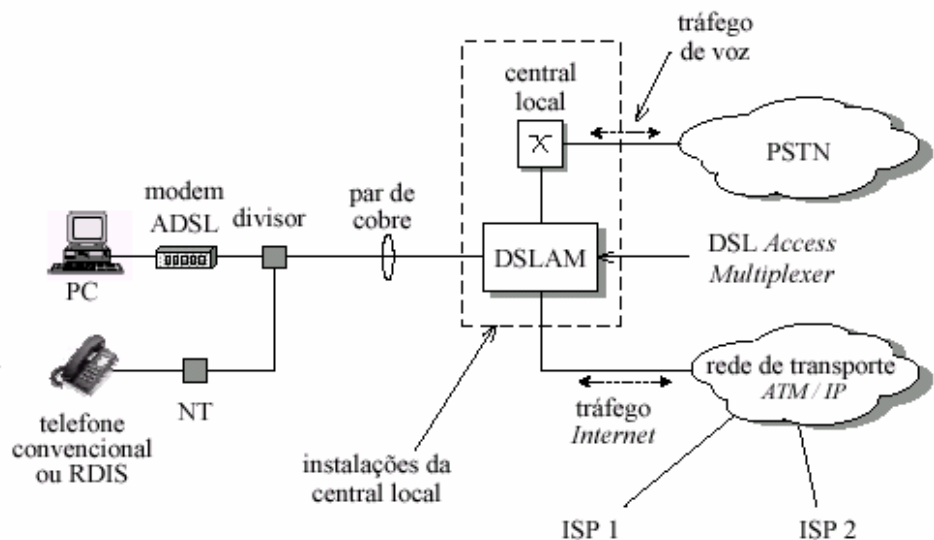 tráfego
de voz
central
local
PSTN
modem
ADSL
divisor
par de
cobre
DSLAM
DSL Access
Multiplexer
PC
rede de transporte
ATM / IP
NT
tráfego
Internet
telefone
convencional
ou RDIS
instalações da
central local
ISP 1
ISP 2